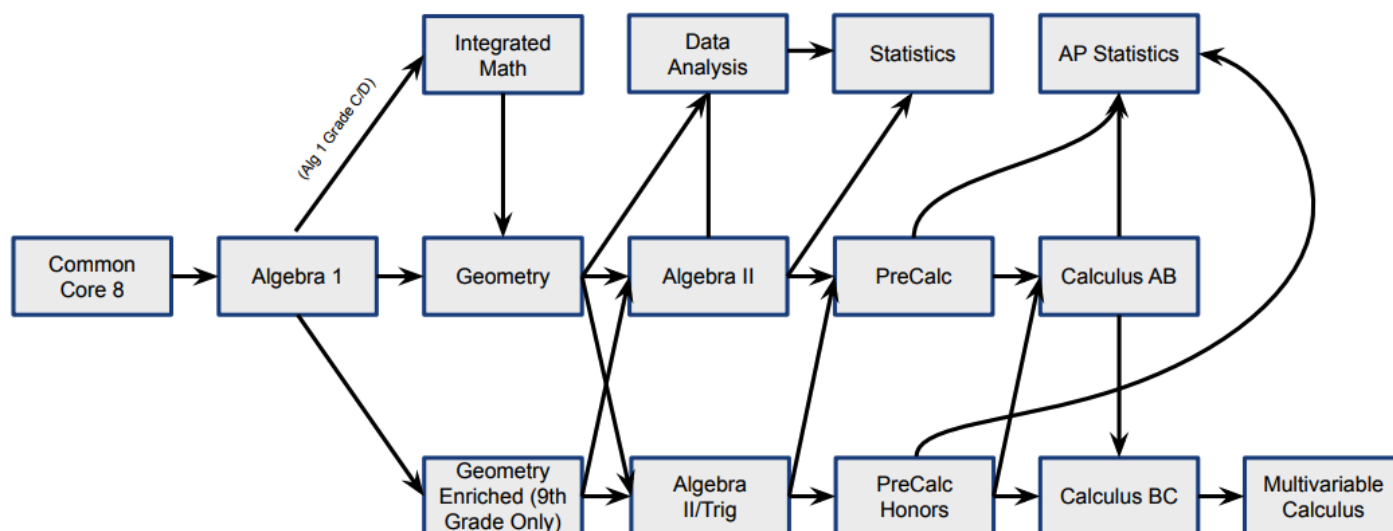 Integrated
Math
Data
Analysis
Statistics
AP Statistics
(Alg 1 Grade C/D)
Common
Core 8
Algebra 1
Geometry
Algebra II
PreCalc
Calculus AB
Geometry
Enriched (9th
Grade Only)
Algebra
II/Trig
PreCalc
Honors
Calculus BC
Multivariable
Calculus